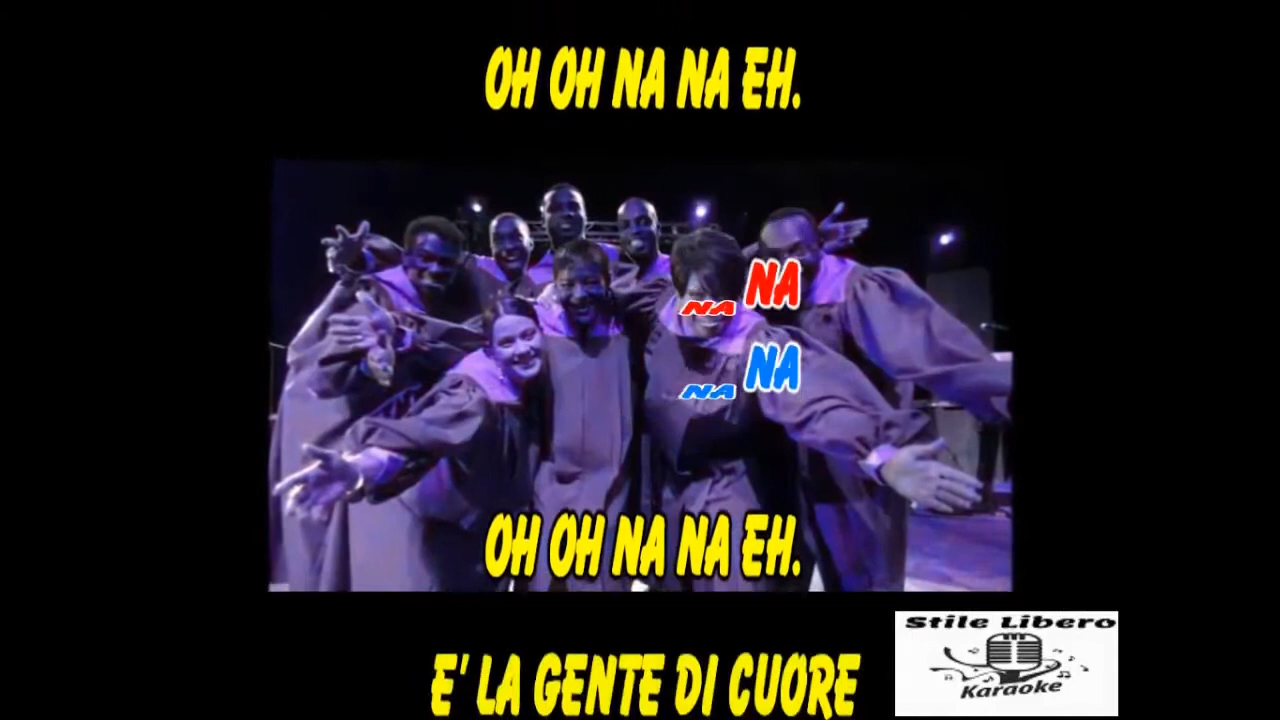 OH OH NA NA EH.
NA NA
NA NA
OH OH NA NA EH.
E' LA GENTE DI CUORE
Stile Libero
Karaoke